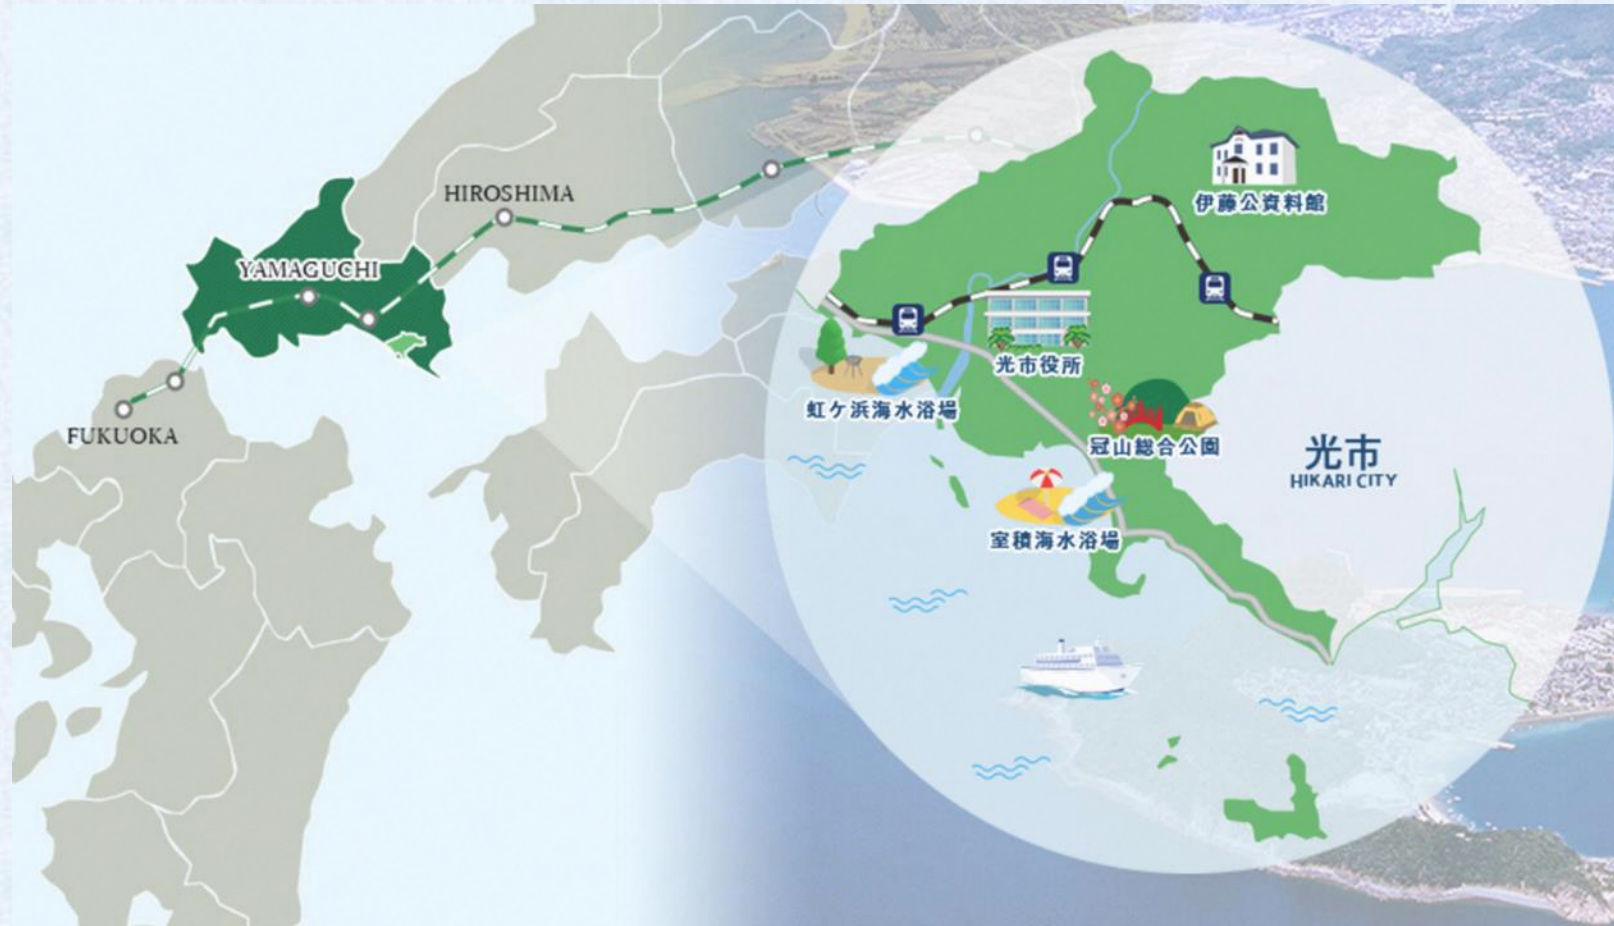 HIROSHIMA
YAMAGUCHI
FUKUOKA
伊藤公資料館
光市役所
虹ケ浜海水浴場
冠山総合公園
光市
HIKARI CITY
室積海水浴場